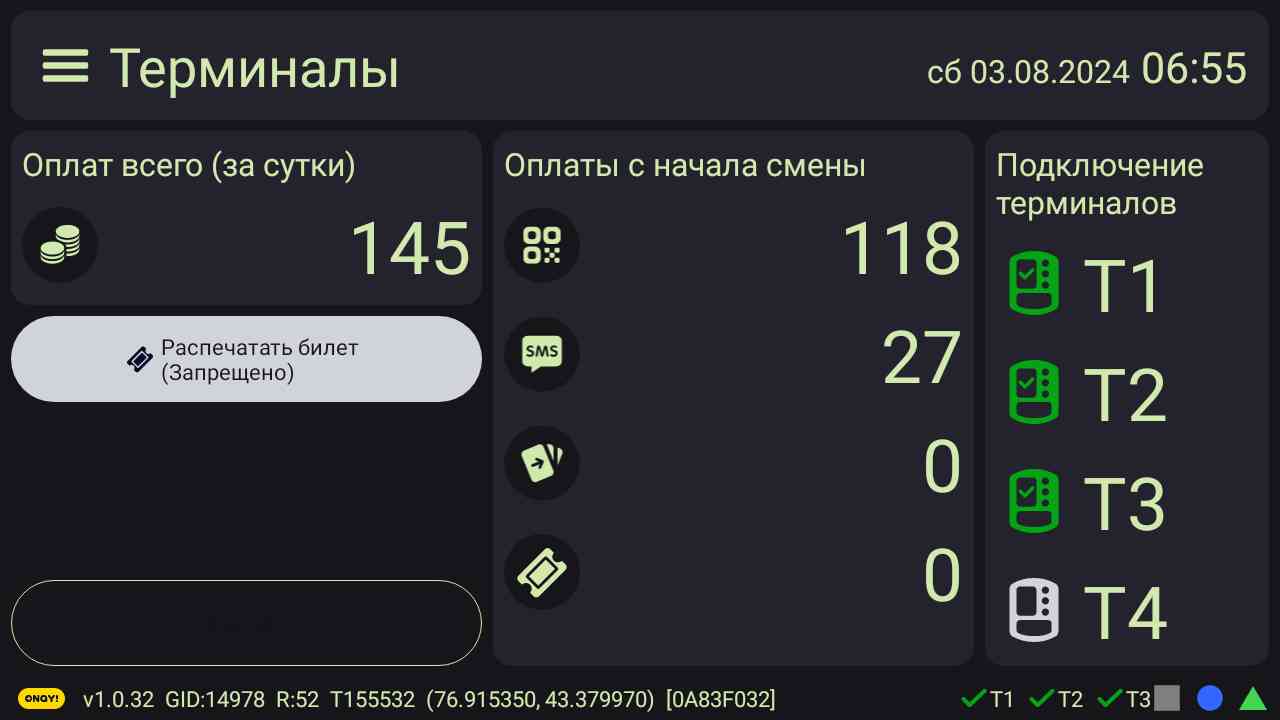 Терминалы
сб 03.08.2024 06:55
Оплат всего (за сутки)
145
Распечатать билет
(Запрещено)
Оплаты с начала смены
118
SMS
27
0
0
Подключение
терминалов
T1
T2
T3
T4
ONAY! v1.0.32 GID:14978 R:52 T155532 (76.915350, 43.379970) [0A83F032]
T1 T2 T3